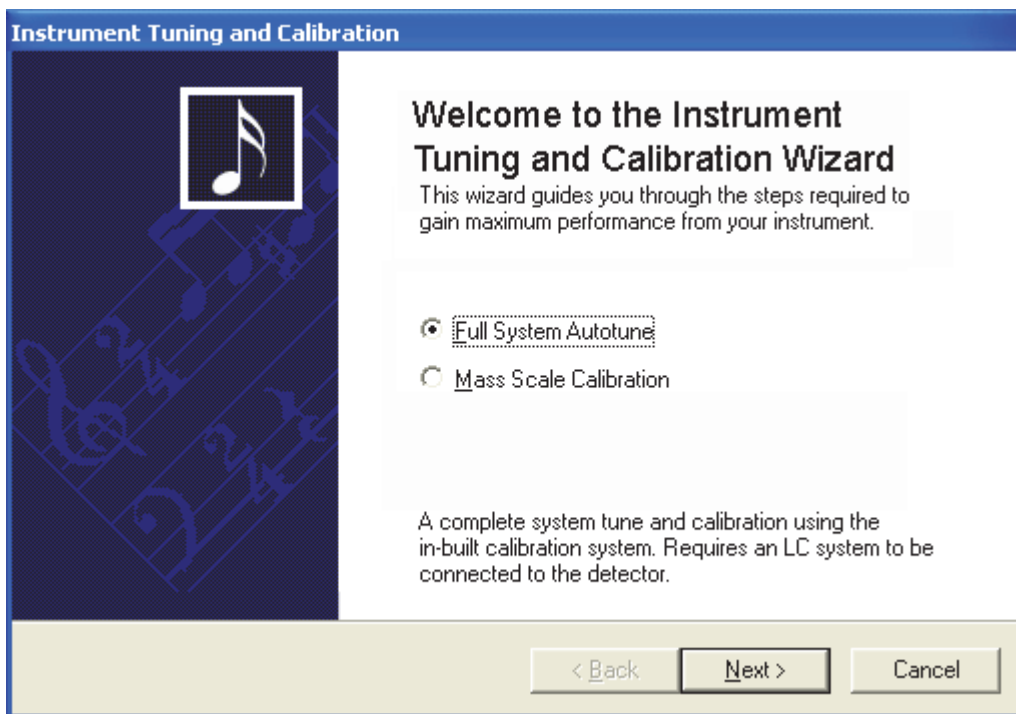 Instrument Tuning and Calibration
Welcome to the Instrument
Tuning and Calibration Wizard
This wizard guides you through the steps required to
gain maximum performance from your instrument.
Full System Autotune
Mass Scale Calibration
A complete system tune and calibration using the
in-built calibration system. Requires an LC system to be
connected to the detector.
< Back
Next >
Cancel